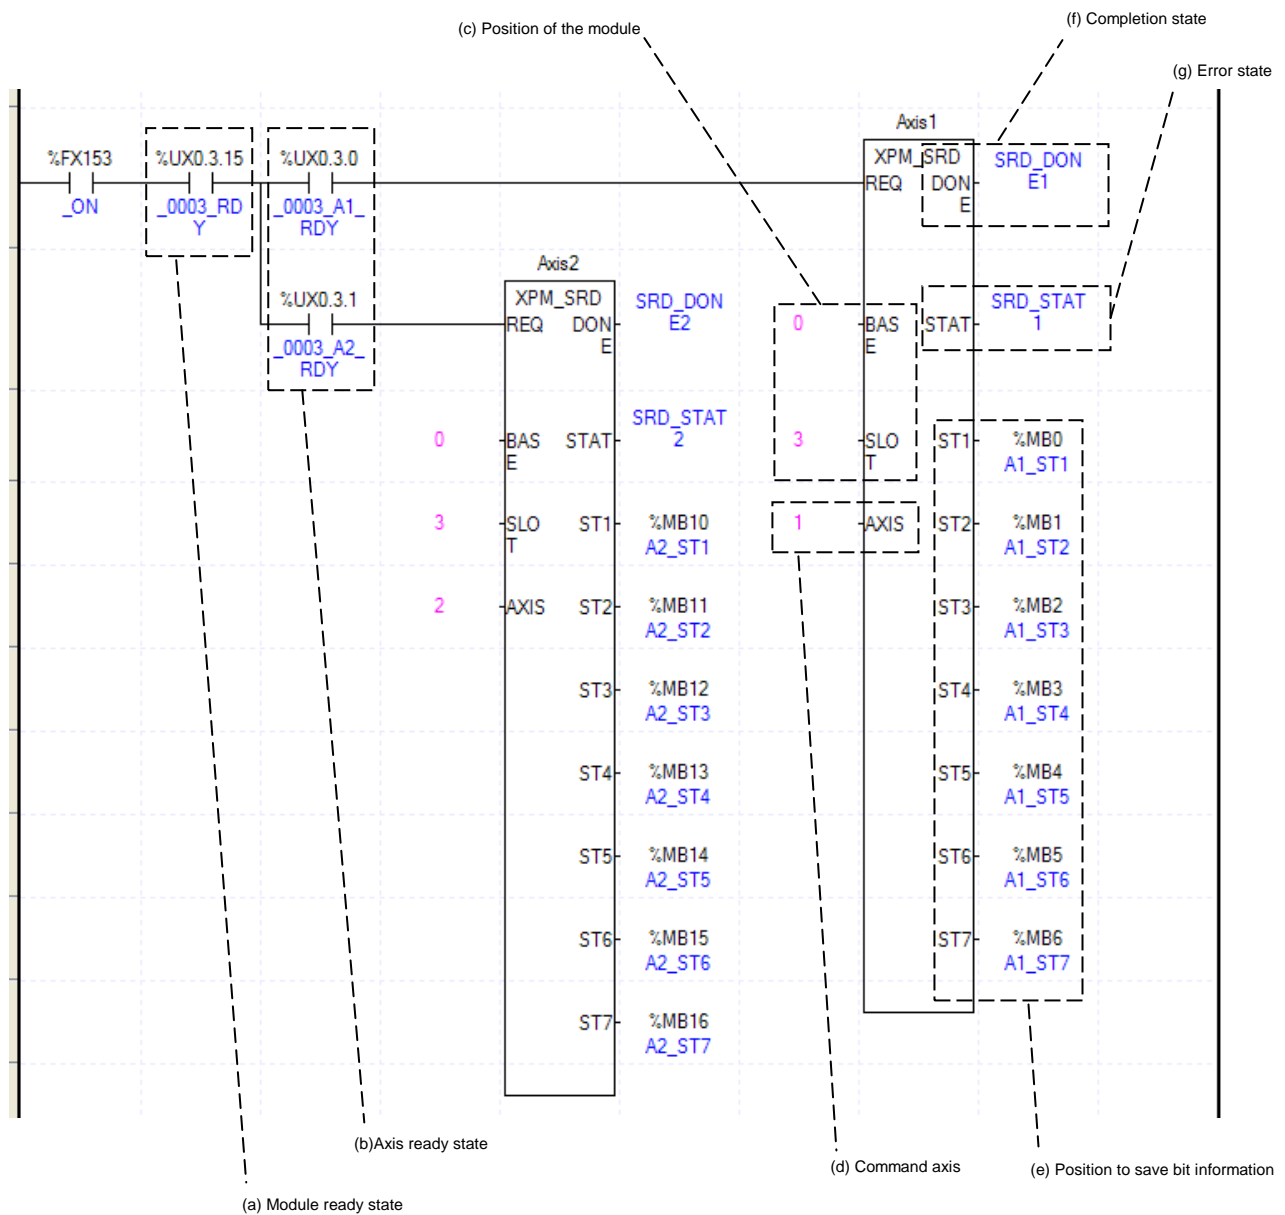 (f) Completion state
(c) Position of the module
(g) Error state
Axis1
%FX153
%UX0.3.15
%UX0.3.0
XPM_SRD
SRD_DON
E1
REQ
DON
E
_ON
_0003_RD
Y
_0003_A1_
RDY
Axis2
%UX0.3.1
XPM_SRD
SRD_DON
E2
REQ
DON
E
_0003_A2_
RDY
0
BAS
E
STAT
SRD_STAT
1
0
BAS
E
STAT
SRD_STAT
2
3
SLO
T
ST1
%MB0
A1_ST1
3
SLO
T
ST1
%MB10
A2_ST1
1
AXIS
ST2
%MB1
A1_ST2
2
AXIS
ST2
%MB11
A2_ST2
ST3
%MB2
A1_ST3
ST3
%MB12
A2_ST3
ST4
%MB3
A1_ST4
ST4
%MB13
A2_ST4
ST5
%MB4
A1_ST5
ST5
%MB14
A2_ST5
ST6
%MB5
A1_ST6
ST6
%MB15
A2_ST6
ST7
%MB6
A1_ST7
ST7
%MB16
A2_ST7
(b)Axis ready state
(d) Command axis
(e) Position to save bit information
(a) Module ready state